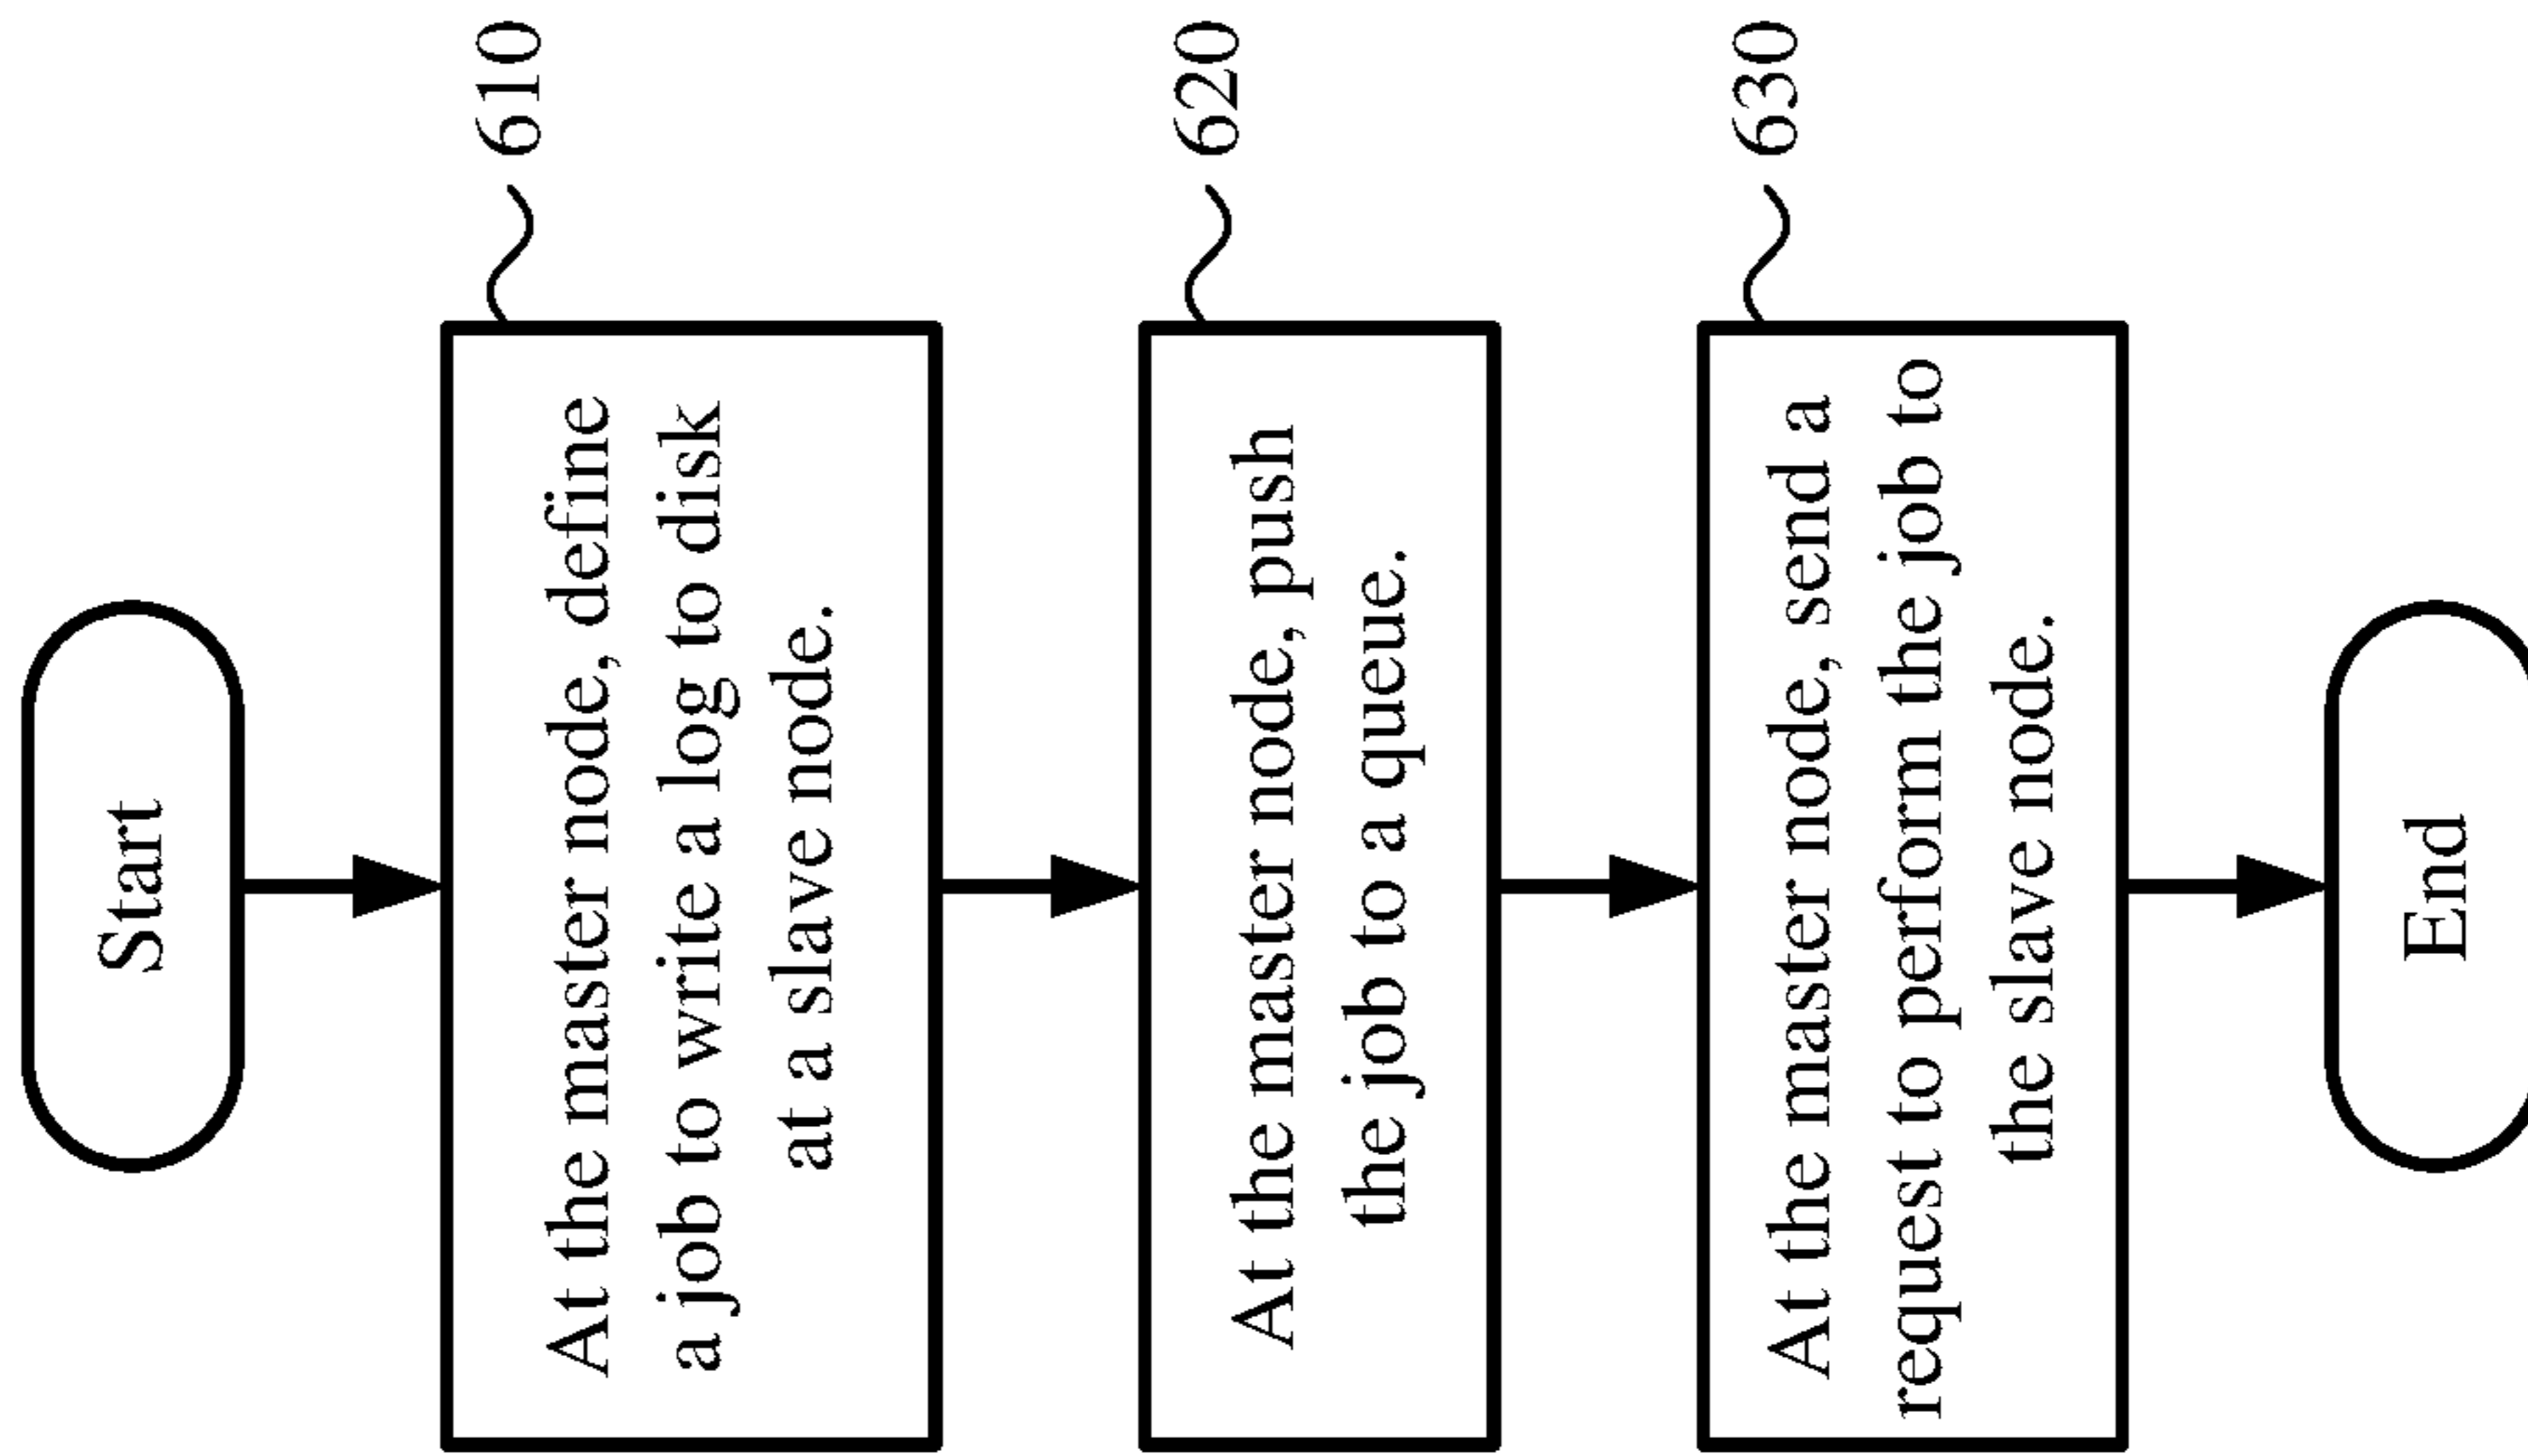 Start
610
At the master node, define
a job to write a log to disk
at a slave node.
620
At the master node, push
the job to a queue.
630
At the master node, send a
request to perform the job to
the slave node.
End